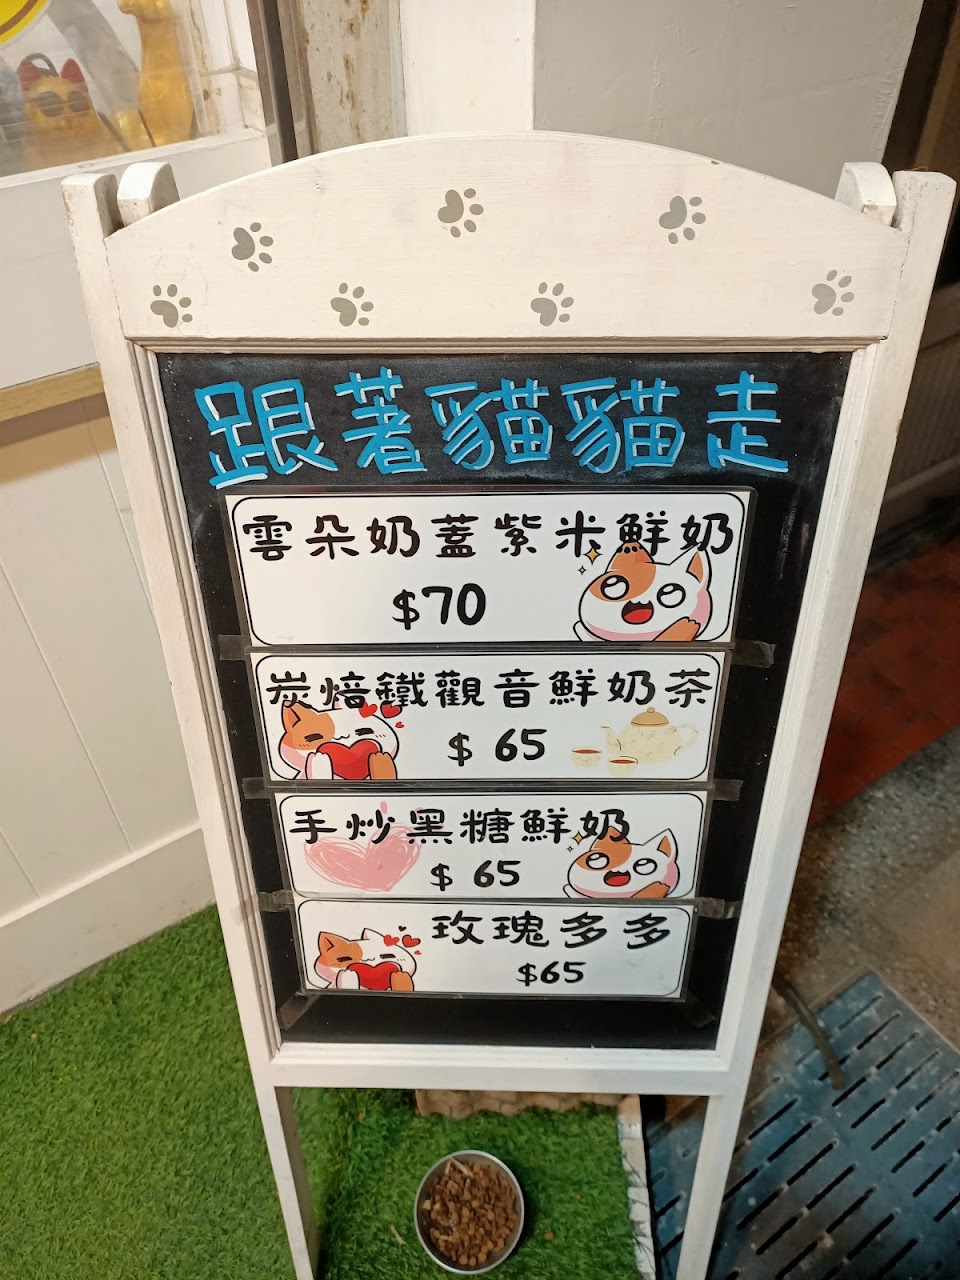 跟著貓貓走
雲朵奶蓋紫米鮮奶
$70
炭焙鐵觀音鮮奶茶
$ 65
手炒黑糖鮮奶
$ 65
玫瑰多多
$65